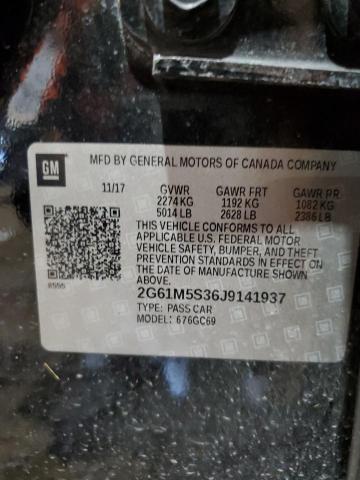 GM
MFD BY GENERAL MOTORS OF CANADA COMPANY
11/17 GVWR GAWR FRT GAWR RR
2274 KG 1192 KG 1082 KG
5014 LB 2628 LB 2386 LB
THIS VEHICLE CONFORMS TO ALL
APPLICABLE U.S. FEDERAL MOTOR
VEHICLE SAFETY, BUMPER, AND THEFT
PREVENTION STANDARDS IN EFFECT ON
THE DATE OF MANUFACTURE SHOWN
ABOVE.
2G61M5S36J9141937
TYPE: PASS CAR
MODEL: 676GC69